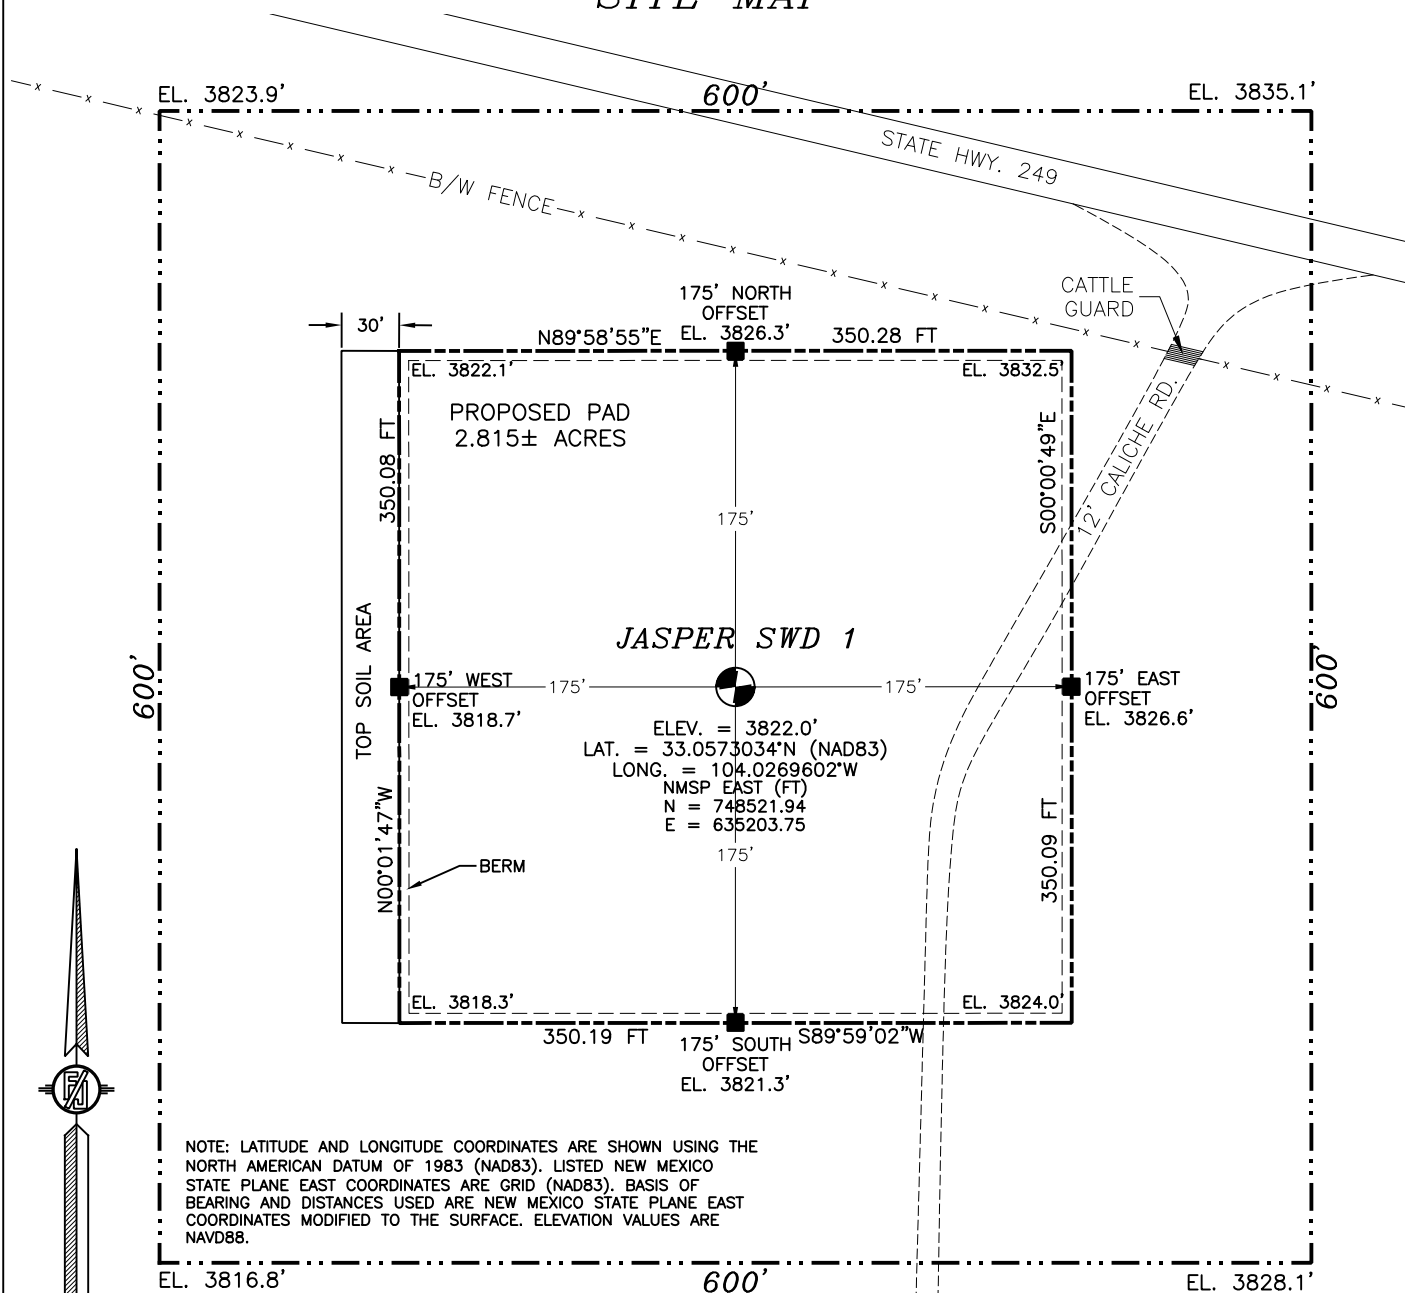 SITE MAP
EL. 3823.9'
600'
EL. 3835.1'
STATE HWY. 249
B/W FENCE
CATTLE
GUARD
175' NORTH
OFFSET
EL. 3826.3'
30'
N89°58'55"E
350.28 FT
EL. 3822.1'
EL. 3832.5'
PROPOSED PAD
2.815± ACRES
350.08 FT
S00°00'49"E
12' CALICHE RD.
175'
TOP SOIL AREA
JASPER SWD 1
600'
175' WEST
OFFSET
EL. 3818.7'
175'
175'
175' EAST
OFFSET
EL. 3826.6'
600'
ELEV. = 3822.0'
LAT. = 33.0573034°N (NAD83)
LONG. = 104.0269602°W
NMSP EAST (FT)
N = 748521.94
E = 635203.75
175'
N00°01'47"W
BERM
350.09 FT
EL. 3818.3'
EL. 3824.0'
350.19 FT
175' SOUTH
OFFSET
EL. 3821.3'
S89°59'02"W
NOTE: LATITUDE AND LONGITUDE COORDINATES ARE SHOWN USING THE
NORTH AMERICAN DATUM OF 1983 (NAD83). LISTED NEW MEXICO
STATE PLANE EAST COORDINATES ARE GRID (NAD83). BASIS OF
BEARING AND DISTANCES USED ARE NEW MEXICO STATE PLANE EAST
COORDINATES MODIFIED TO THE SURFACE. ELEVATION VALUES ARE
NAVD88.
EL. 3816.8'
600'
EL. 3828.1'